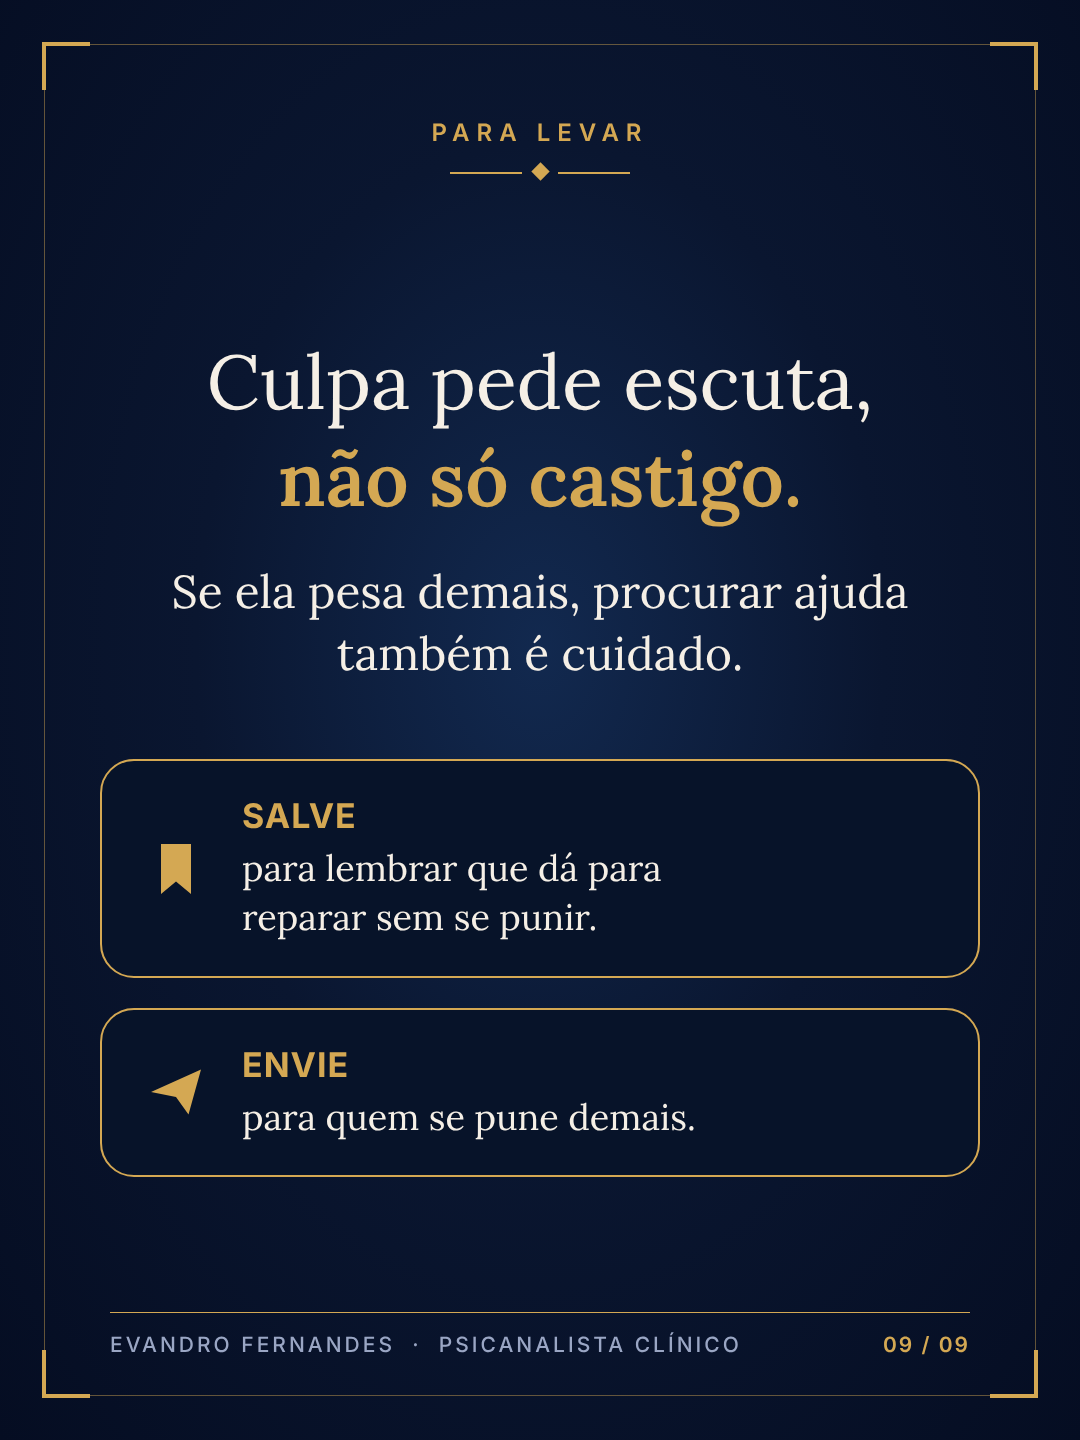 PARA LEVAR
Culpa pede escuta,
não só castigo.
Se ela pesa demais, procurar ajuda
também é cuidado.
SALVE
para lembrar que dá para
reparar sem se punir.
ENVIE
para quem se pune demais.
EVANDRO FERNANDES · PSICANALISTA CLÍNICO 09 / 09